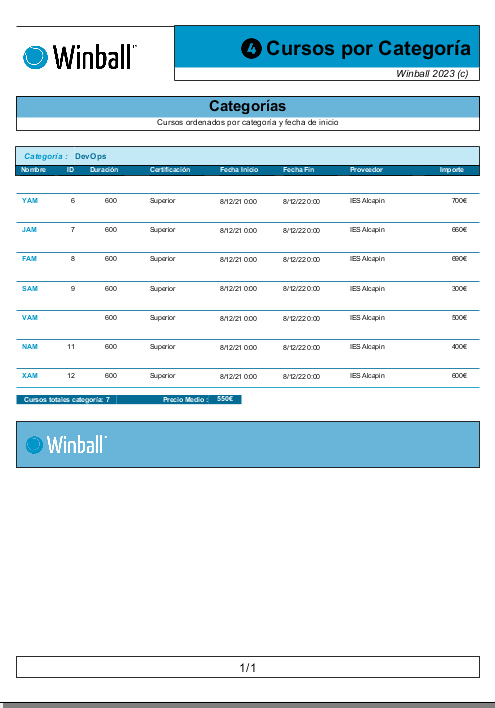 Winball
4 Cursos por Categoría
Winball 2023 (c)
Categorías
Cursos ordenados por categoría y fecha de inicio
Categoría : DevOps
Nombre ID Duración Certificación Fecha Inicio Fecha Fin Proveedor Importe
YAM 6 600 Superior 8/12/21 0:00 8/12/22 0:00 IES Alcapin 700€
JAM 7 600 Superior 8/12/21 0:00 8/12/22 0:00 IES Alcapin 660€
FAM 8 600 Superior 8/12/21 0:00 8/12/22 0:00 IES Alcapin 690€
SAM 9 600 Superior 8/12/21 0:00 8/12/22 0:00 IES Alcapin 300€
VAM 600 Superior 8/12/21 0:00 8/12/22 0:00 IES Alcapin 500€
NAM 11 600 Superior 8/12/21 0:00 8/12/22 0:00 IES Alcapin 400€
XAM 12 600 Superior 8/12/21 0:00 8/12/22 0:00 IES Alcapin 600€
Cursos totales categoría: 7 Precio Medio : 550€
Winball
1/1